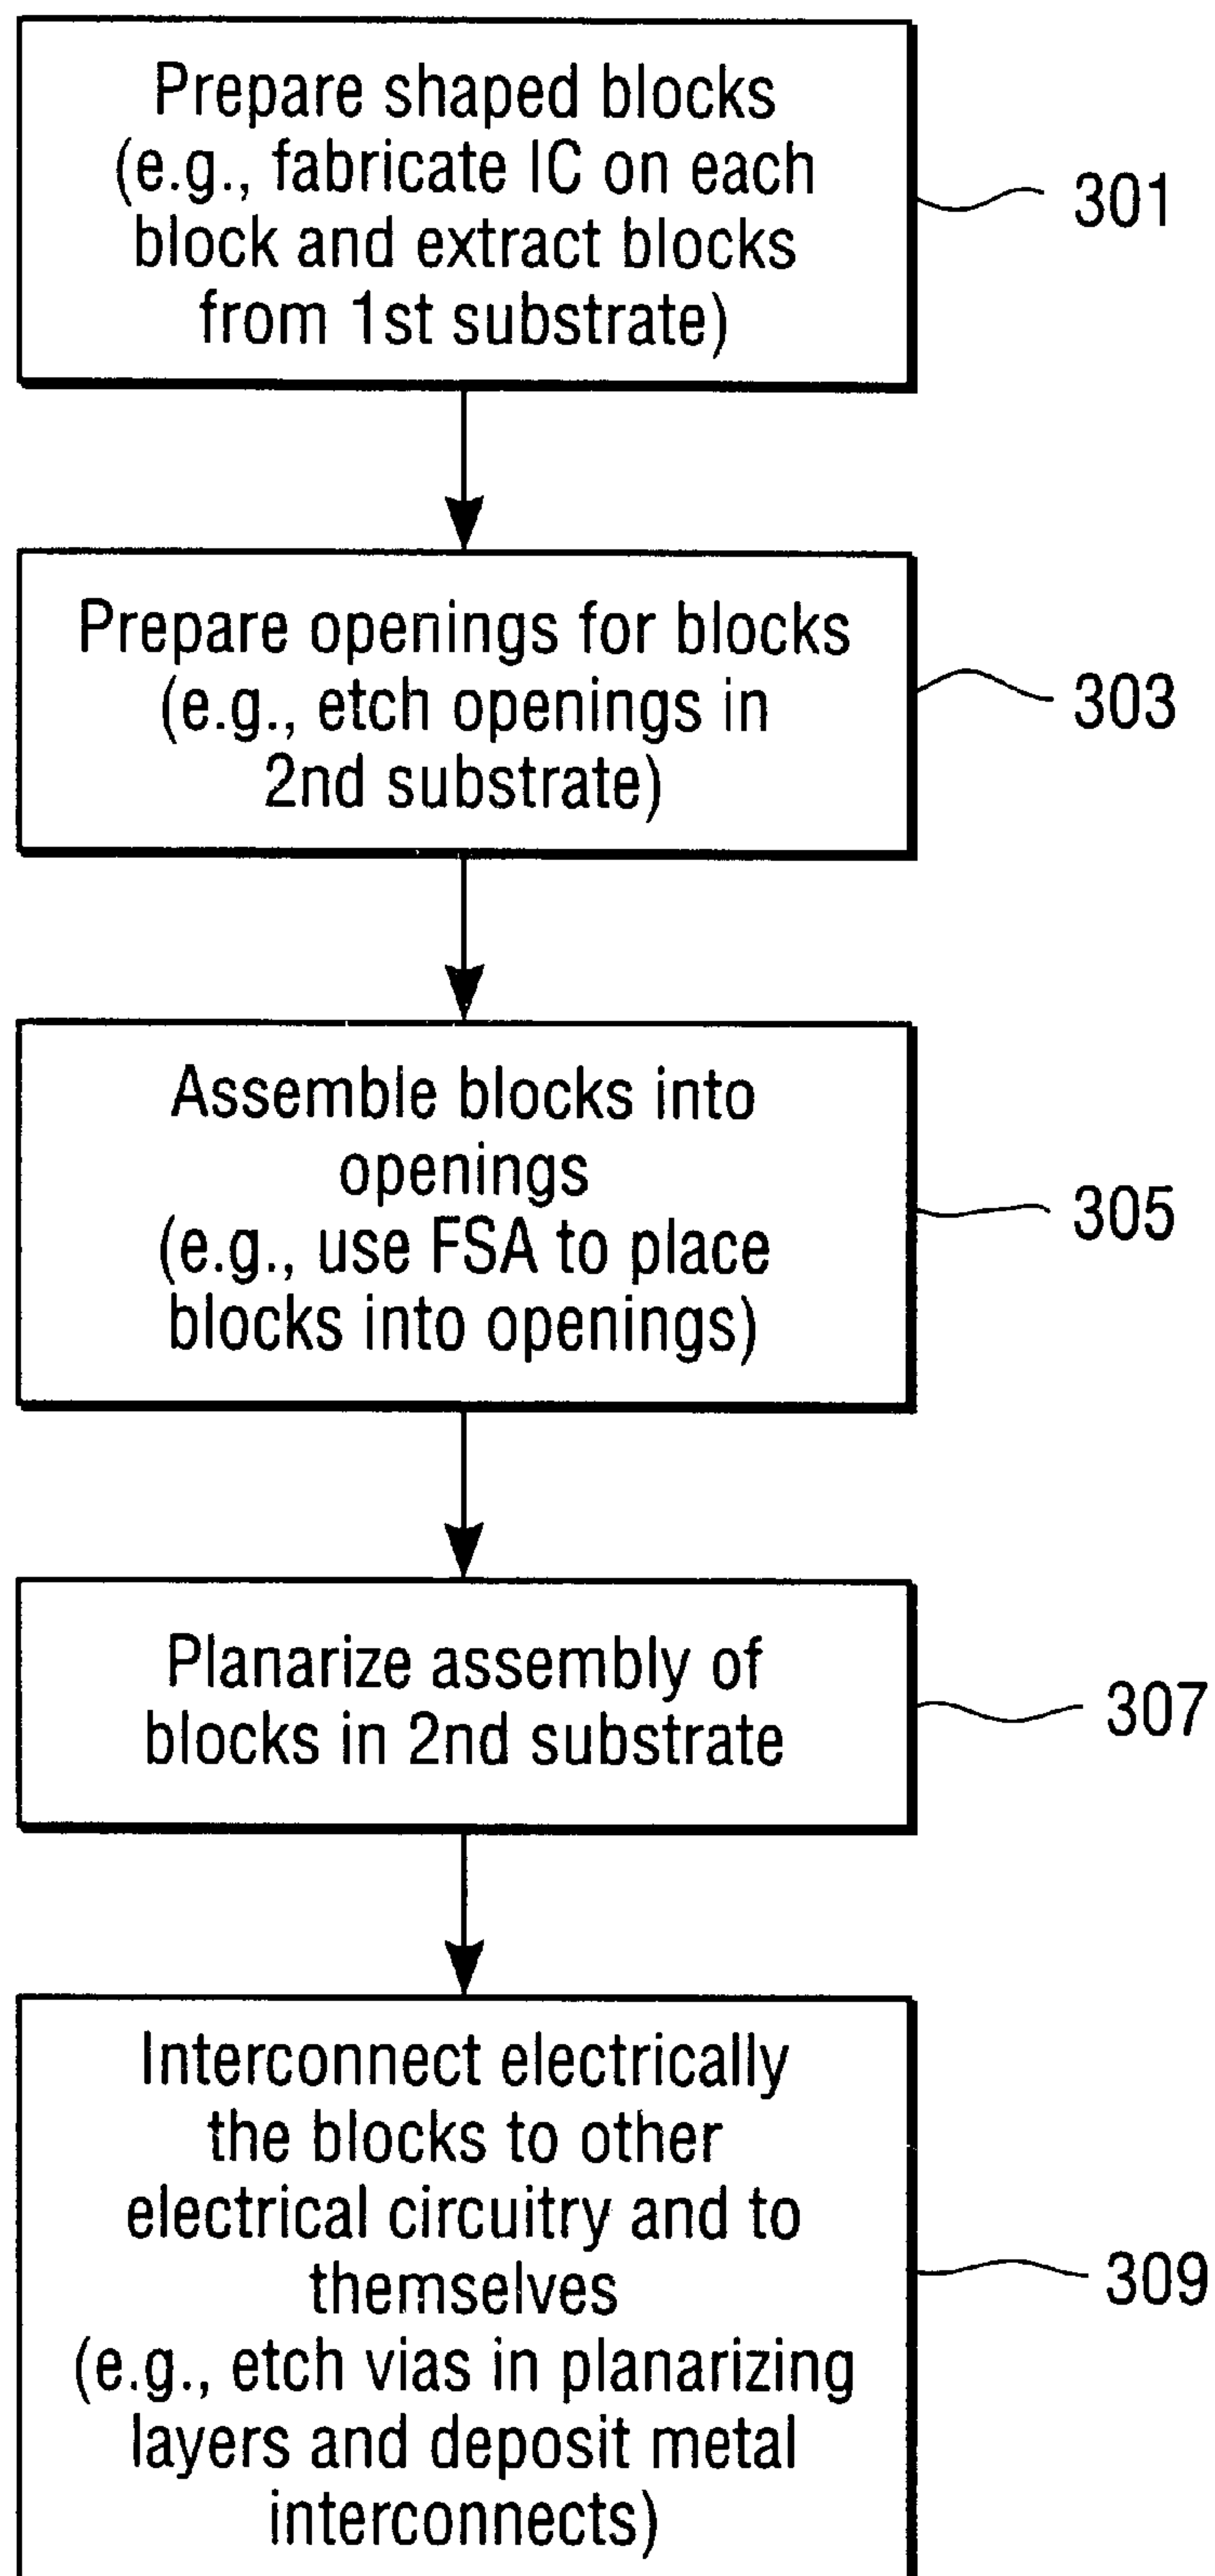 Prepare shaped blocks
(e.g., fabricate IC on each
block and extract blocks
from 1st substrate)
301
Prepare openings for blocks
(e.g., etch openings in
2nd substrate)
303
Assemble blocks into
openings
(e.g., use FSA to place
blocks into openings)
305
Planarize assembly of
blocks in 2nd substrate
307
Interconnect electrically
the blocks to other
electrical circuitry and to
themselves
(e.g., etch vias in planarizing
layers and deposit metal
interconnects)
309